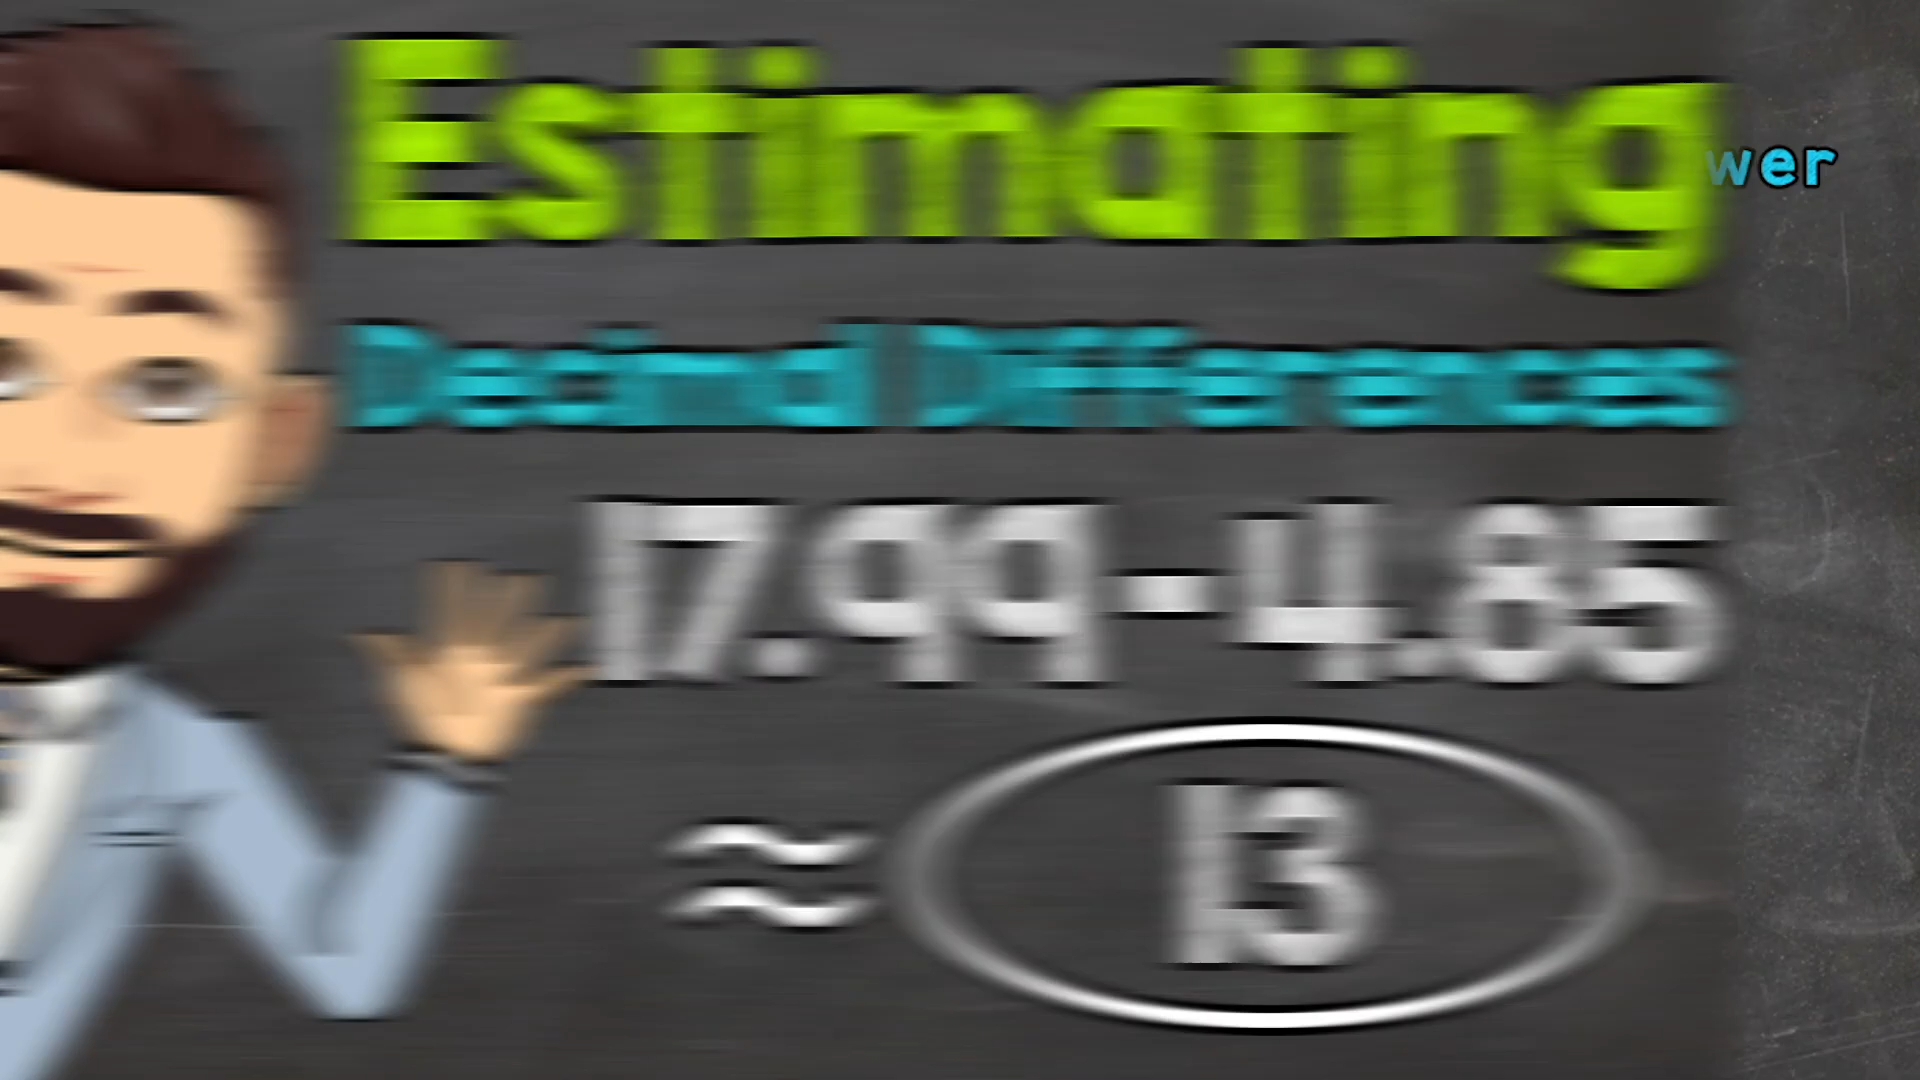 Estimating
wer
Decimal Differences
17.99-4.85
≈ 13